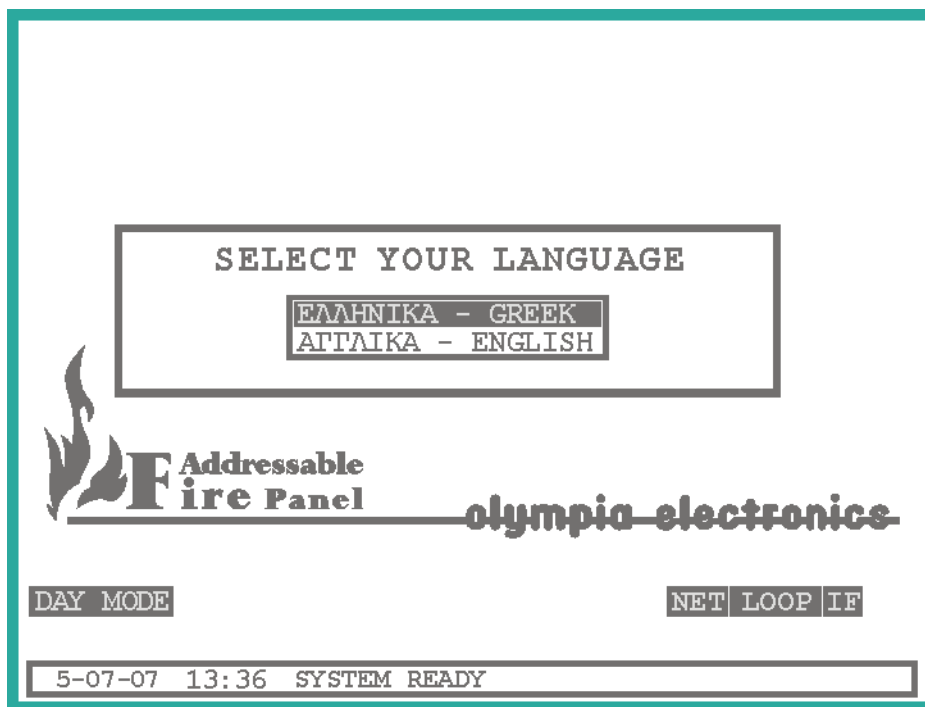 SELECT YOUR LANGUAGE
ΕΛΛΗΝΙΚΑ - GREEK
ΑΓΓΛΙΚΑ - ENGLISH
Addressable
Fire Panel
olympia electronics
DAY MODE
NET LOOP IF
5-07-07 13:36 SYSTEM READY